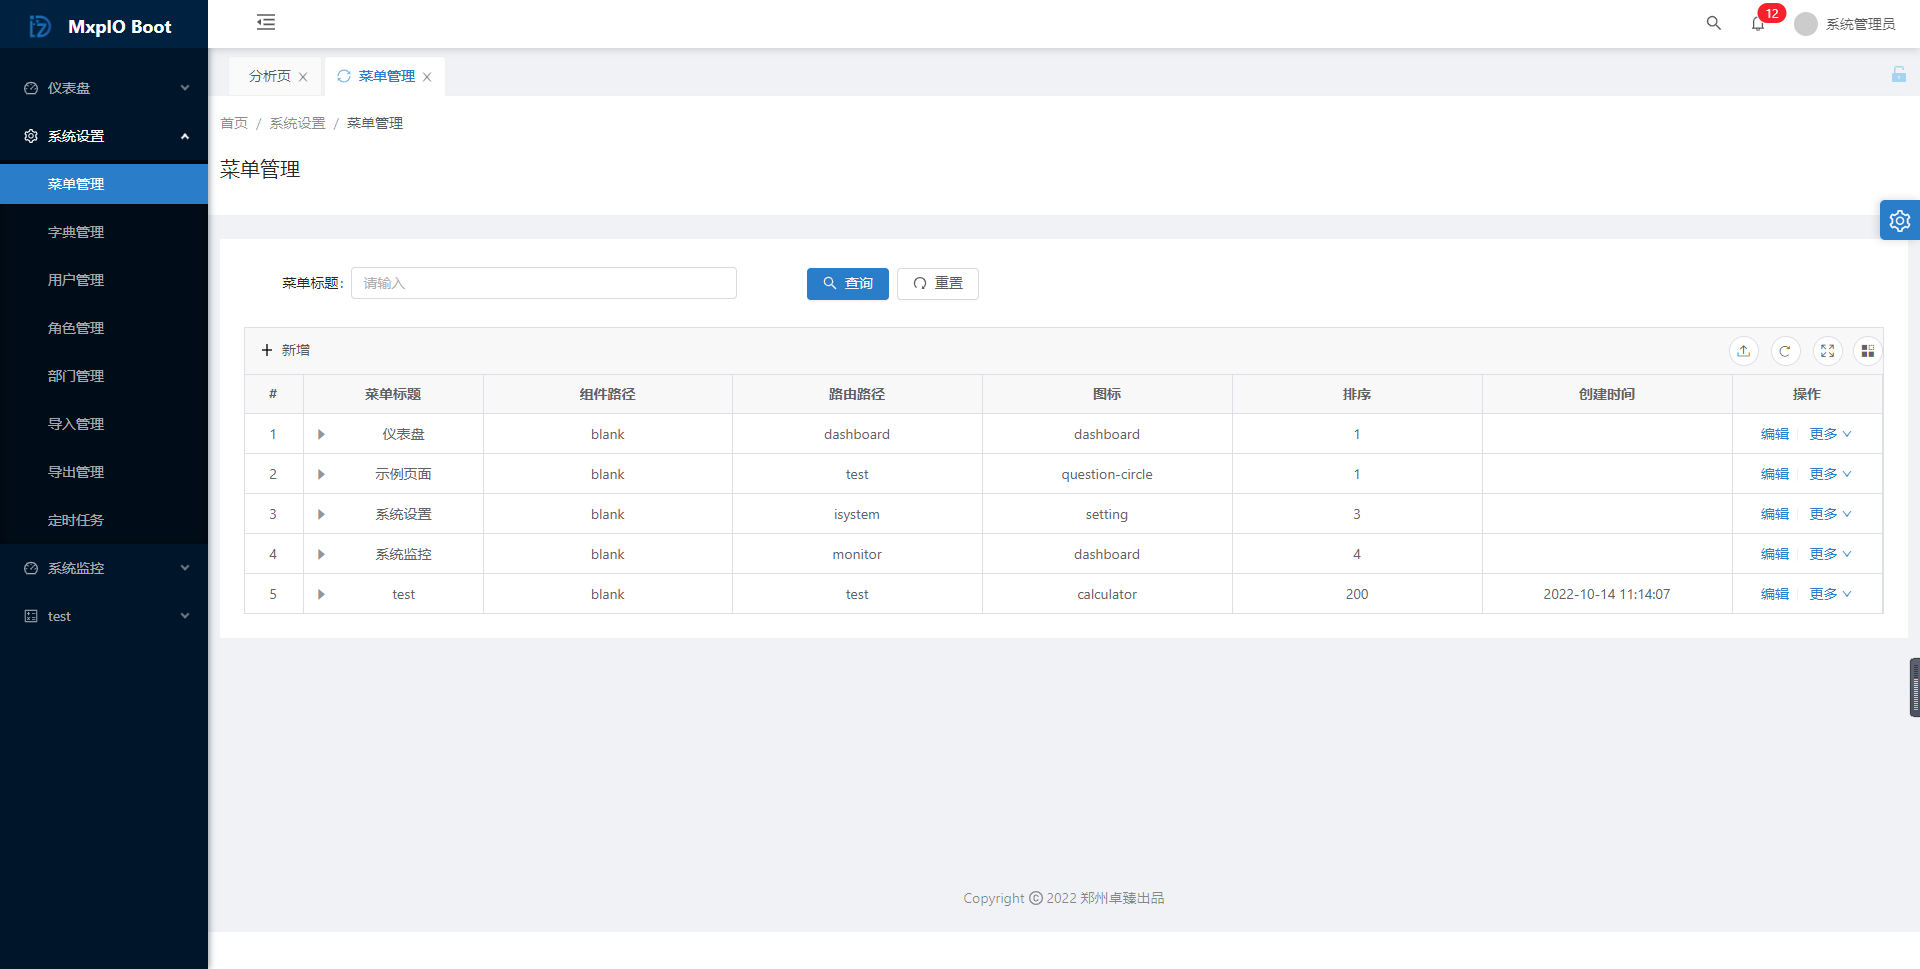 MxpIO Boot
12
系统管理员
仪表盘
系统设置
菜单管理
字典管理
用户管理
角色管理
部门管理
导入管理
导出管理
定时任务
系统监控
test
分析页
菜单管理
首页 / 系统设置 / 菜单管理
菜单管理
菜单标题: 请输入 查询 重置
新增
# 菜单标题 组件路径 路由路径 图标 排序 创建时间 操作
1 仪表盘 blank dashboard dashboard 1 编辑 更多
2 示例页面 blank test question-circle 1 编辑 更多
3 系统设置 blank isystem setting 3 编辑 更多
4 系统监控 blank monitor dashboard 4 编辑 更多
5 test blank test calculator 200 2022-10-14 11:14:07 编辑 更多
Copyright © 2022 郑州卓臻出品